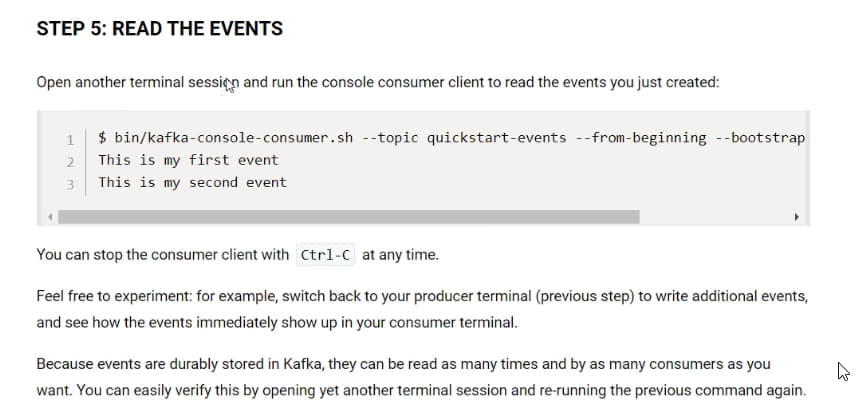 STEP 5: READ THE EVENTS
Open another terminal session and run the console consumer client to read the events you just created:
1 $ bin/kafka-console-consumer.sh --topic quickstart-events --from-beginning --bootstrap
2 This is my first event
3 This is my second event
You can stop the consumer client with Ctrl-C at any time.
Feel free to experiment: for example, switch back to your producer terminal (previous step) to write additional events,
and see how the events immediately show up in your consumer terminal.
Because events are durably stored in Kafka, they can be read as many times and by as many consumers as you
want. You can easily verify this by opening yet another terminal session and re-running the previous command again.